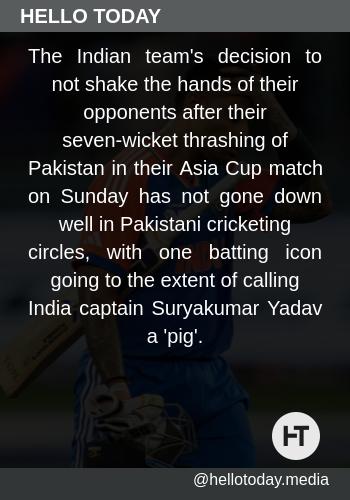 HELLO TODAY
The Indian team's decision to
not shake the hands of their
opponents after their
seven-wicket thrashing of
Pakistan in their Asia Cup match
on Sunday has not gone down
well in Pakistani cricketing
circles, with one batting icon
going to the extent of calling
India captain Suryakumar Yadav
a 'pig'.
HT
@hellotoday.media